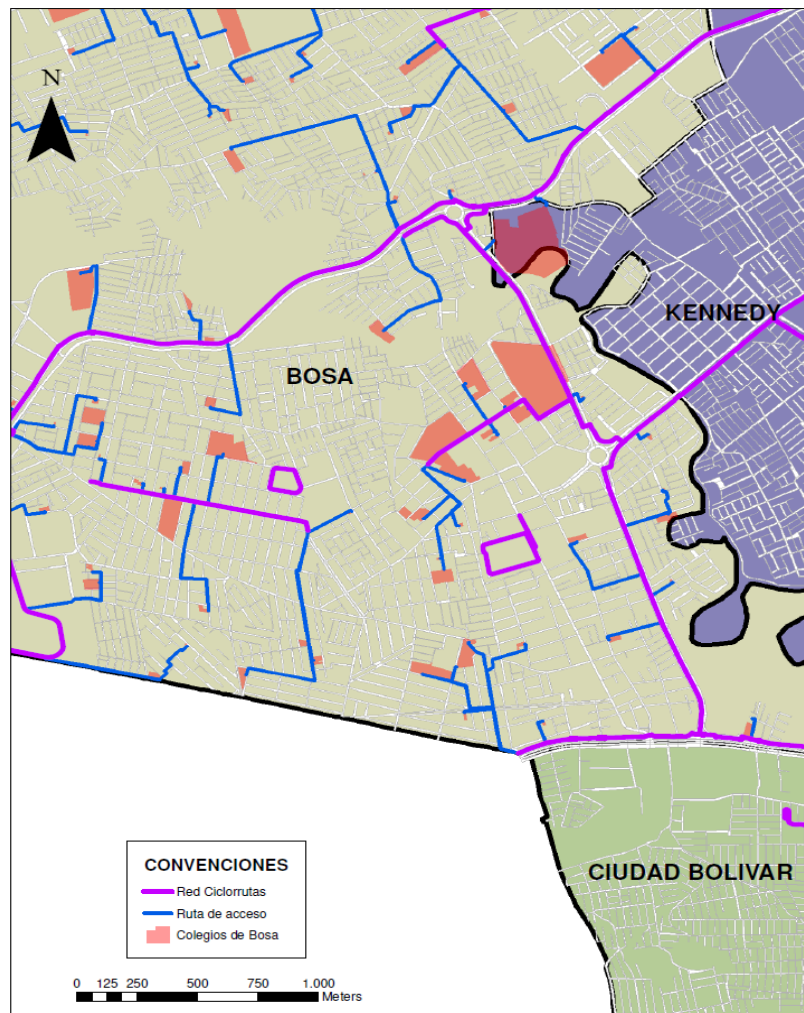 N
KENNEDY
BOSA
CIUDAD BOLIVAR
CONVENCIONES
Red Ciclorrutas
Ruta de acceso
Colegios de Bosa
0 125 250 500 750 1.000
Meters